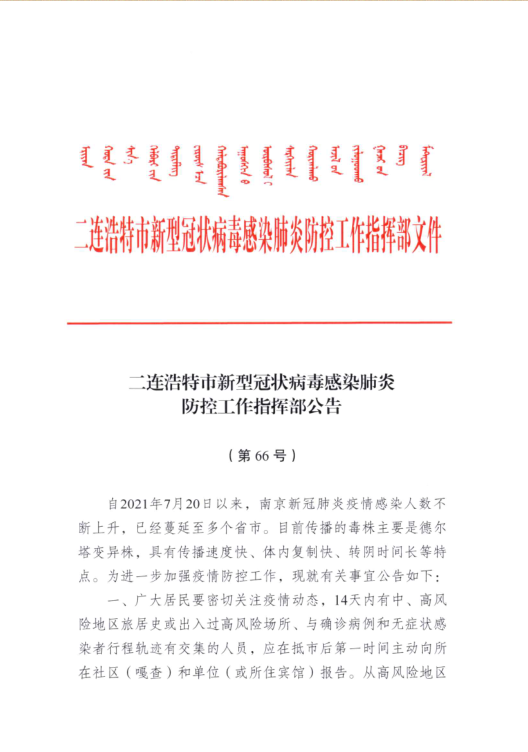 二连浩特市新型冠状病毒感染肺炎防控工作指挥部文件
二连浩特市新型冠状病毒感染肺炎
防控工作指挥部公告
（第 66 号）
自2021年7月20日以来，南京新冠肺炎疫情感染人数不
断上升，已经蔓延至多个省市。目前传播的毒株主要是德尔
塔变异株，具有传播速度快、体内复制快、转阴时间长等特
点。为进一步加强疫情防控工作，现就有关事宜公告如下：
一、广大居民要密切关注疫情动态，14天内有中、高风
险地区旅居史或出入过高风险场所、与确诊病例和无症状感
染者行程轨迹有交集的人员，应在抵市后第一时间主动向所
在社区（嘎查）和单位（或所住宾馆）报告。从高风险地区